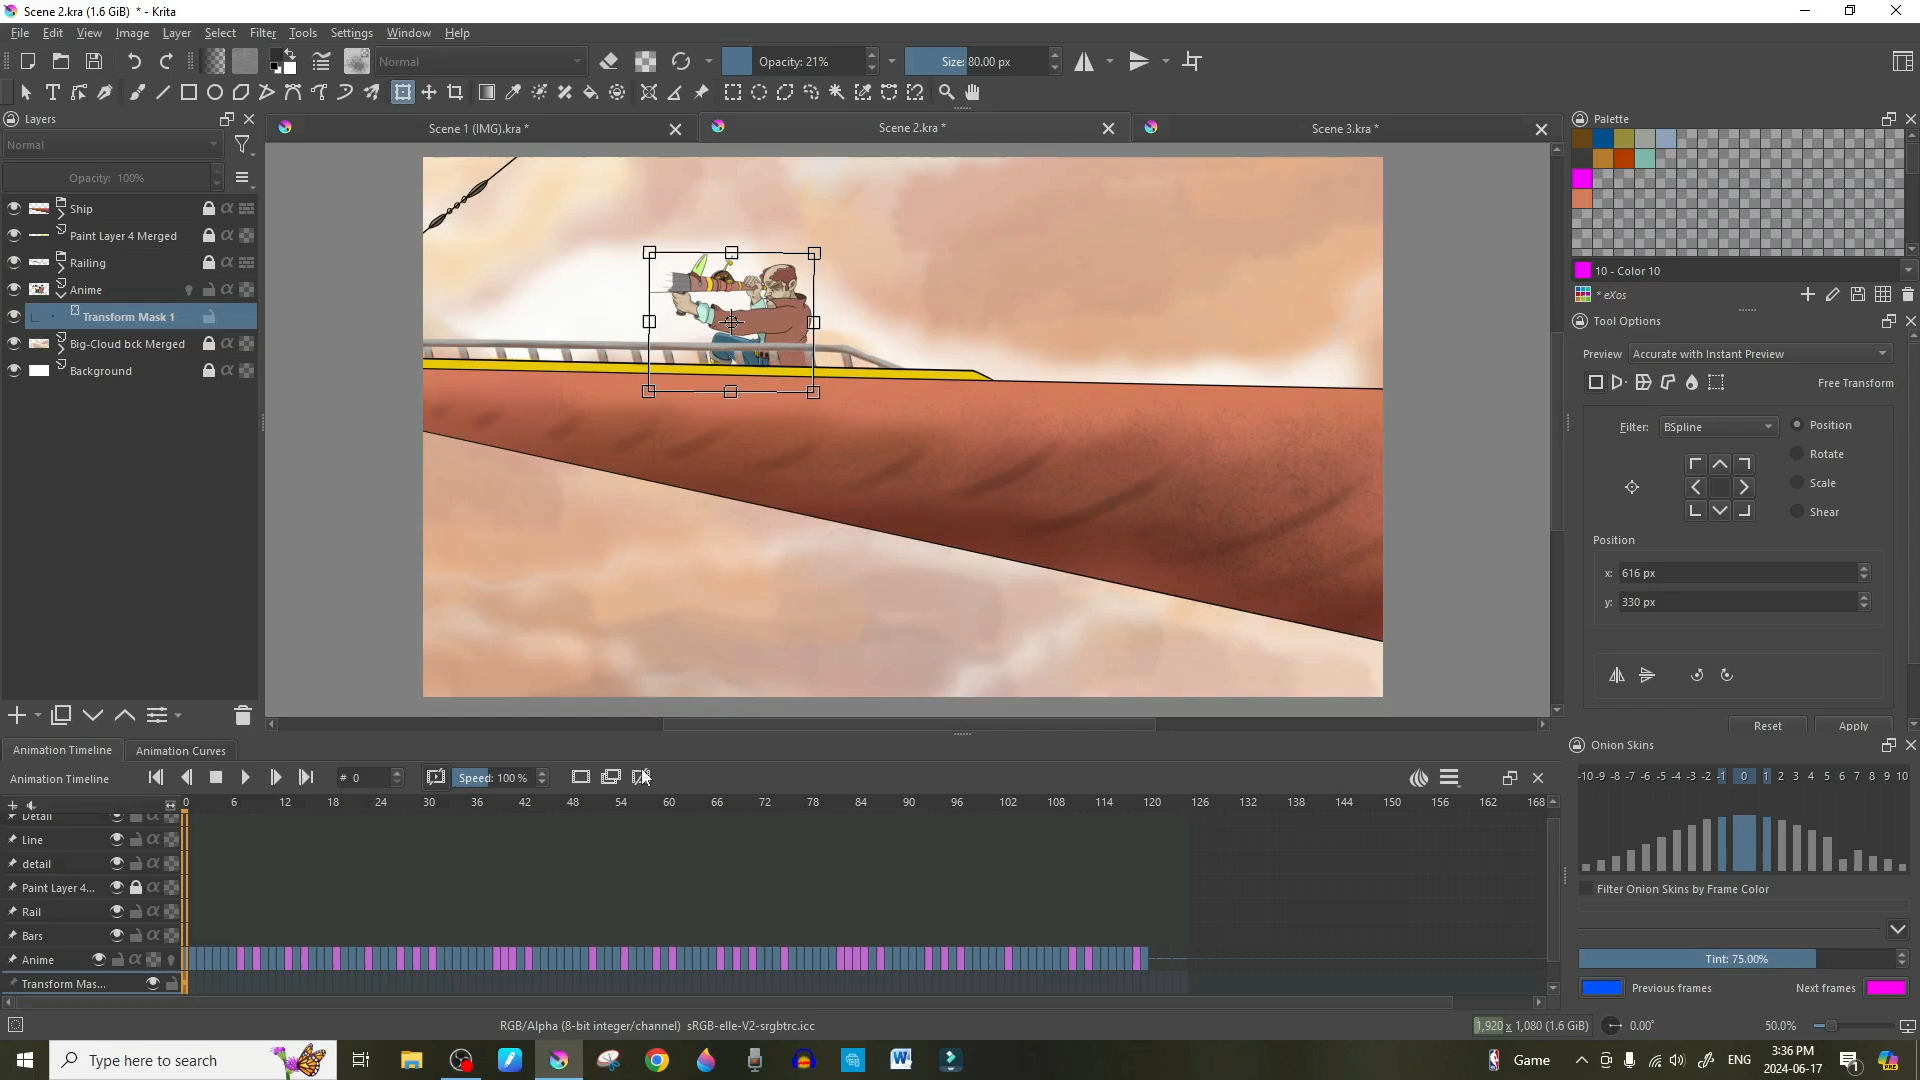 Scene 2.kra (1.6 GiB) * - Krita
File Edit View Image Layer Select Filter Tools Settings Window Help
Normal
Opacity: 21%
Size: 80.00 px
Layers
Scene 1 (IMG).kra *
Scene 2.kra *
Scene 3.kra *
Palette
Normal
Opacity: 100%
Ship
Paint Layer 4 Merged
Railing
Anime
Transform Mask 1
Big-Cloud bck Merged
Background
10 - Color 10
* eXos
Tool Options
Preview Accurate with Instant Preview
Free Transform
Filter: BSpline
Position
Rotate
Scale
Shear
Position
x: 616 px
y: 330 px
Reset Apply
Animation Timeline Animation Curves
Animation Timeline
# 0
Speed: 100 %
0 6 12 18 24 30 36 42 48 54 60 66 72 78 84 90 96 102 108 114 120 126 132 138 144 150 156 162 168
Detail
Line
detail
Paint Layer 4...
Rail
Bars
Anime
Transform Mas...
Onion Skins
-10 -9 -8 -7 -6 -5 -4 -3 -2 -1 0 1 2 3 4 5 6 7 8 9 10
Filter Onion Skins by Frame Color
Tint: 75.00%
Previous frames
Next frames
RGB/Alpha (8-bit integer/channel) sRGB-elle-V2-srgbtrc.icc
1,920 x 1,080 (1.6 GiB)
0.00°
50.0%
Type here to search
Game
ENG
3:36 PM
2024-06-17
1
PRE